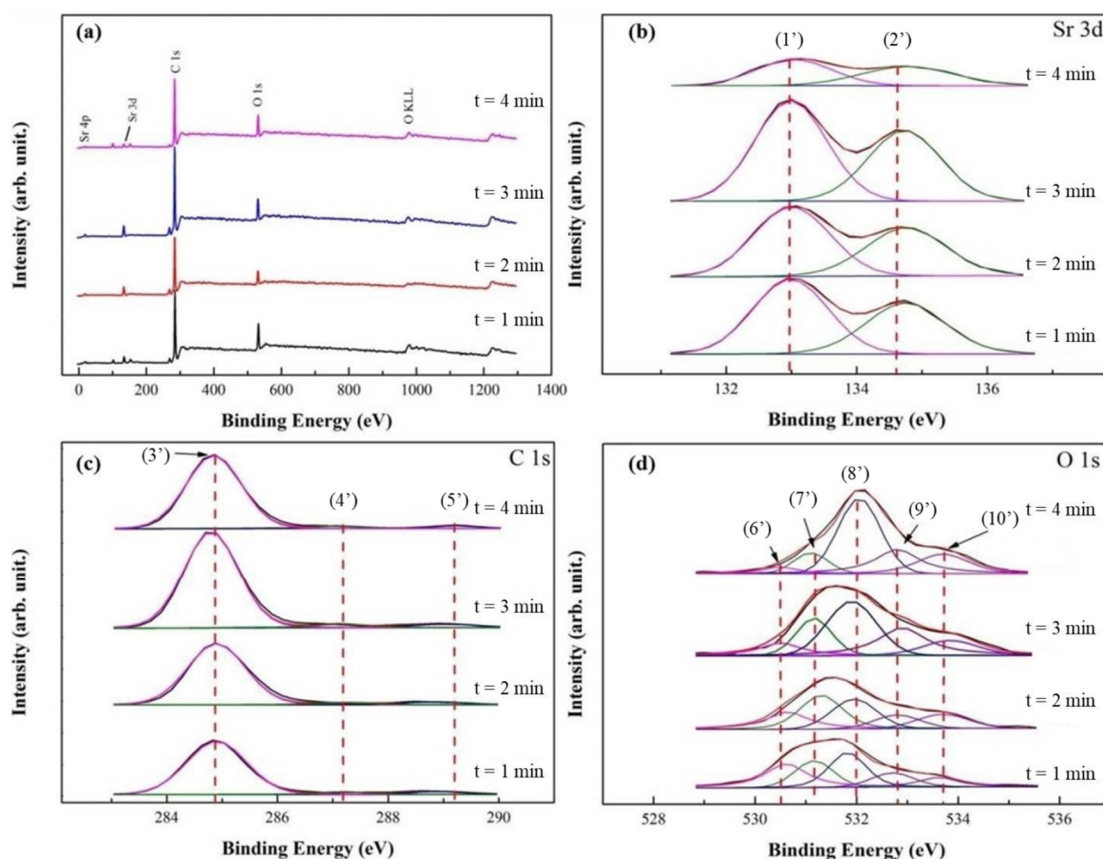 (a)
Sr 4p
Sr 3d
C 1s
O 1s
O KLL
t = 4 min
t = 3 min
t = 2 min
t = 1 min
Intensity (arb. unit.)
0 200 400 600 800 1000 1200 1400
Binding Energy (eV)
(b)
Sr 3d
(1’)
(2’)
t = 4 min
t = 3 min
t = 2 min
t = 1 min
Intensity (arb. unit.)
132 134 136
Binding Energy (eV)
(c)
C 1s
(3’)
(4’)
(5’)
t = 4 min
t = 3 min
t = 2 min
t = 1 min
Intensity (arb. unit.)
284 286 288 290
Binding Energy (eV)
(d)
O 1s
(6’)
(7’)
(8’)
(9’)
(10’)
t = 4 min
t = 3 min
t = 2 min
t = 1 min
Intensity (arb. unit.)
528 530 532 534 536
Binding Energy (eV)